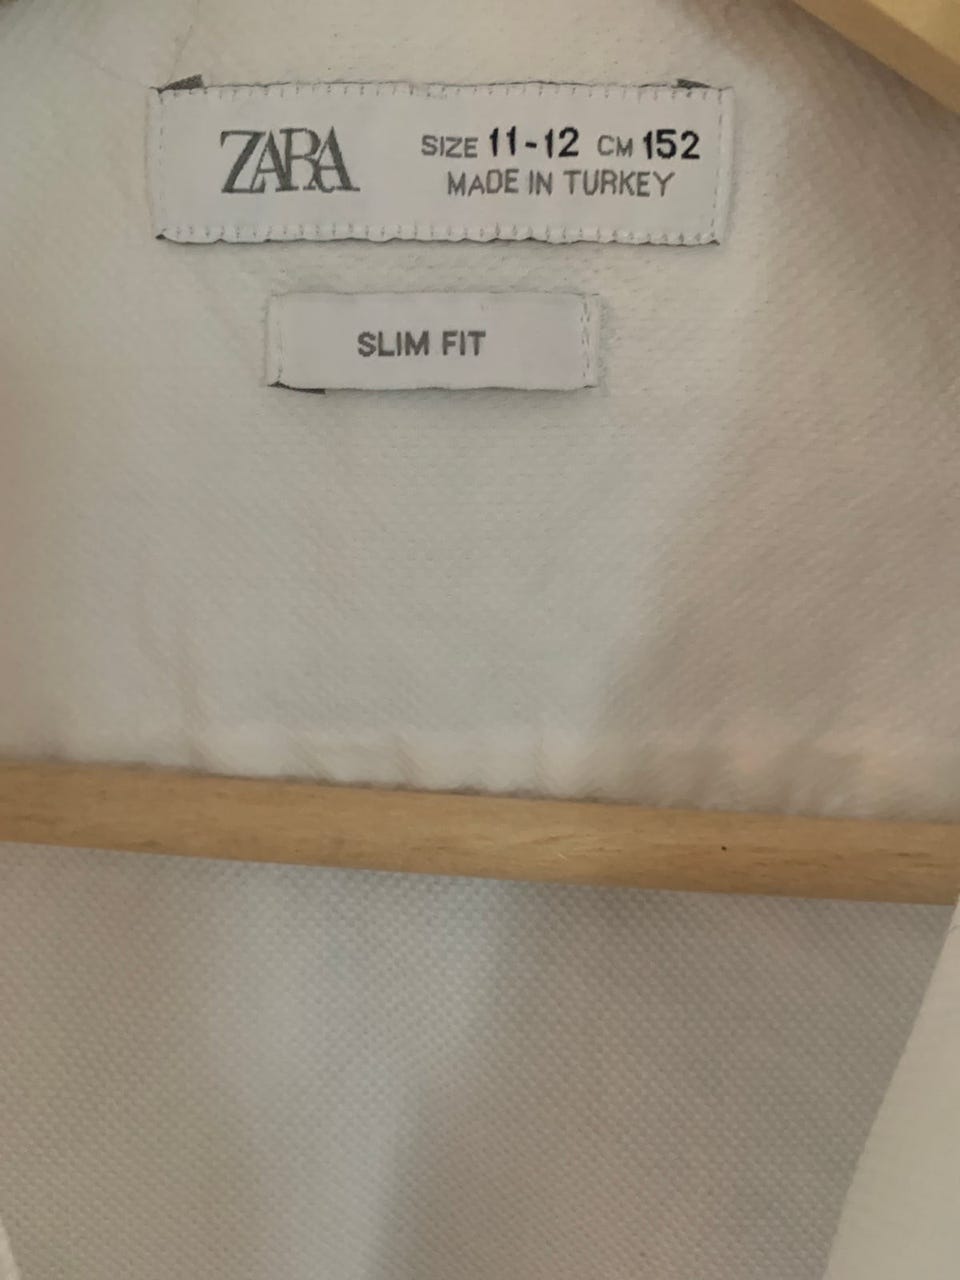 ZARA SIZE 11-12 CM 152
MADE IN TURKEY
SLIM FIT